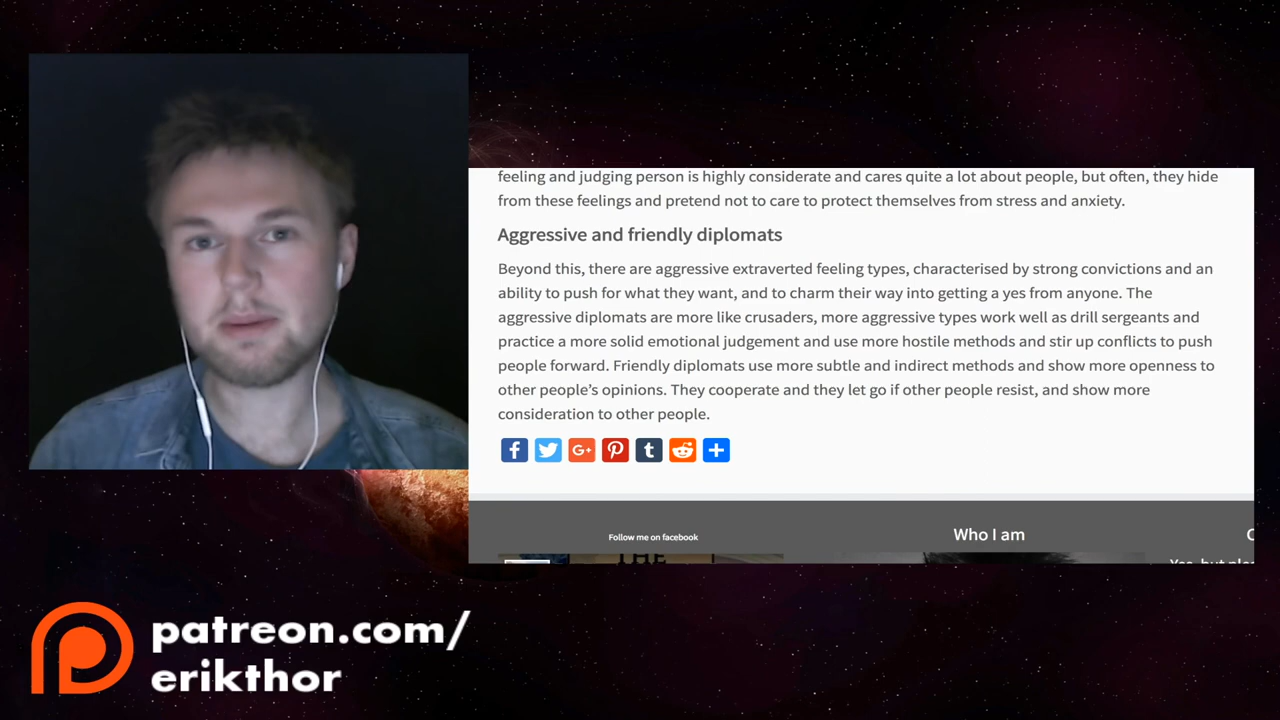 feeling and judging person is highly considerate and cares quite a lot about people, but often, they hide
from these feelings and pretend not to care to protect themselves from stress and anxiety.
Aggressive and friendly diplomats
Beyond this, there are aggressive extraverted feeling types, characterised by strong convictions and an
ability to push for what they want, and to charm their way into getting a yes from anyone. The
aggressive diplomats are more like crusaders, more aggressive types work well as drill sergeants and
practice a more solid emotional judgement and use more hostile methods and stir up conflicts to push
people forward. Friendly diplomats use more subtle and indirect methods and show more openness to
other people’s opinions. They cooperate and they let go if other people resist, and show more
consideration to other people.
Follow me on facebook
Who I am
THE
Yes, but
patreon.com/
erikthor